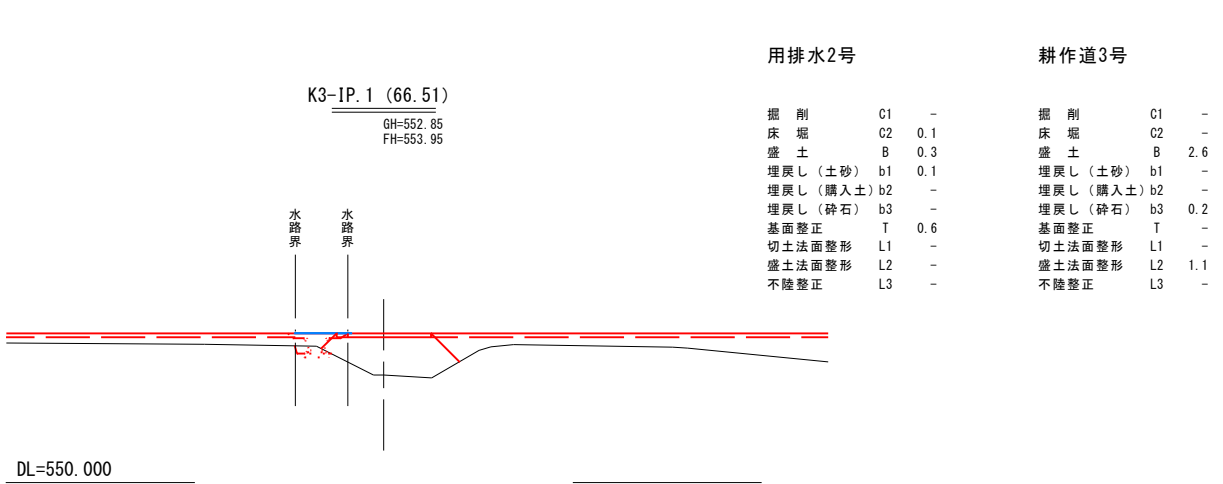 用排水2号
耕作道3号
K3-IP.1 (66.51)
GH=552.85
FH=553.95
掘 削 C1 -
床 堀 C2 0.1
盛 土 B 0.3
埋戻し（土砂） b1 0.1
埋戻し（購入土） b2 -
埋戻し（砕石） b3 -
基面整正 T 0.6
切土法面整形 L1 -
盛土法面整形 L2 -
不陸整正 L3 -
掘 削 C1 -
床 堀 C2 -
盛 土 B 2.6
埋戻し（土砂） b1 -
埋戻し（購入土） b2 -
埋戻し（砕石） b3 0.2
基面整正 T -
切土法面整形 L1 -
盛土法面整形 L2 1.1
不陸整正 L3 -
水路界
水路界
DL=550.000